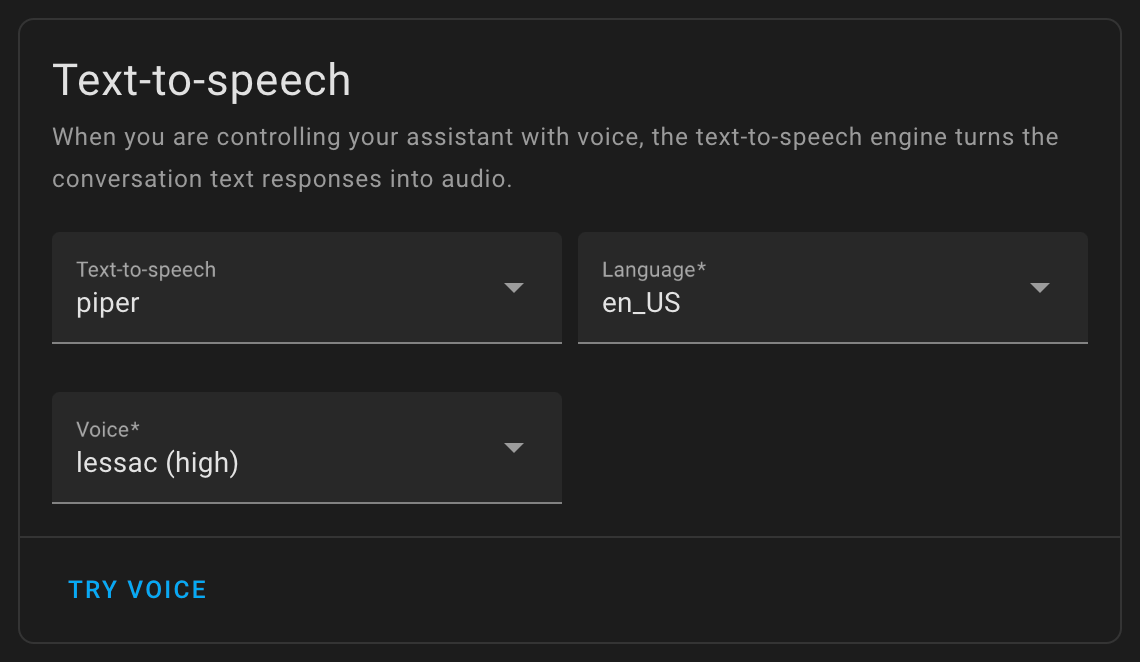 Text-to-speech
When you are controlling your assistant with voice, the text-to-speech engine turns the
conversation text responses into audio.
Text-to-speech
piper
Language*
en_US
Voice*
lessac (high)
TRY VOICE